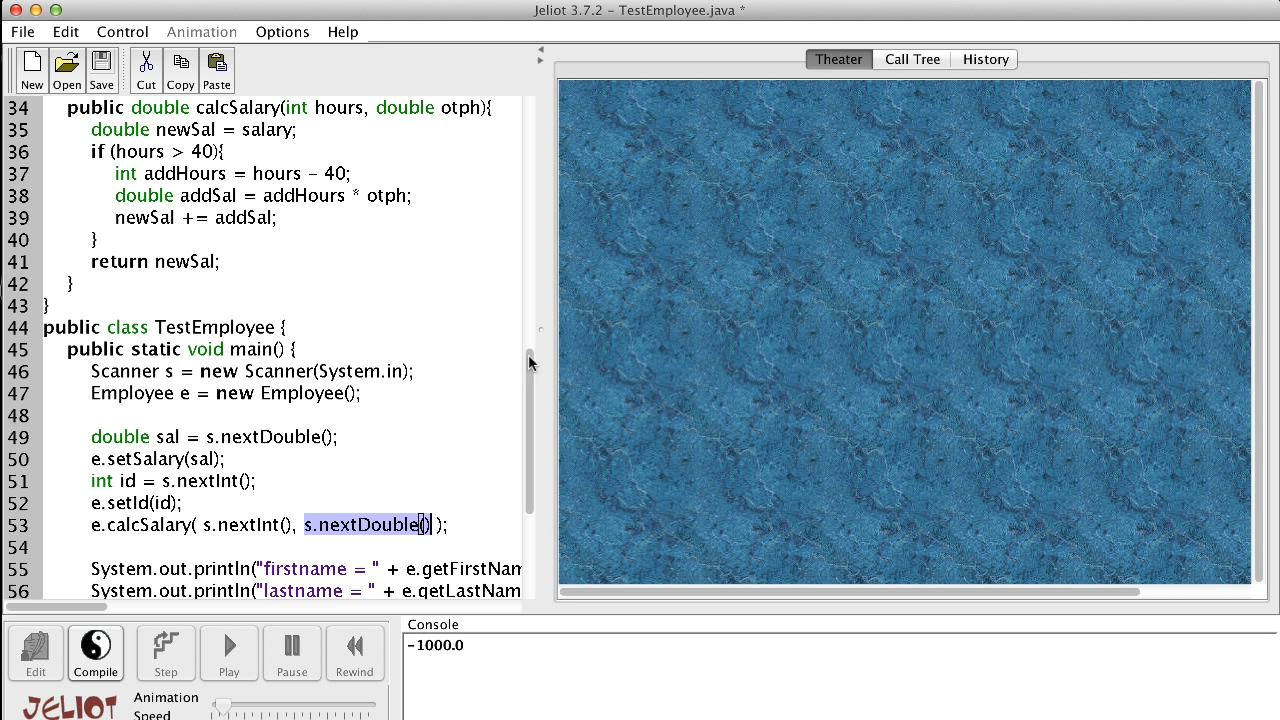 Jeliot 3.7.2 – TestEmployee.java *
File Edit Control Animation Options Help
New Open Save Cut Copy Paste
Theater Call Tree History
34 public double calcSalary(int hours, double otph){
35 double newSal = salary;
36 if (hours > 40){
37 int addHours = hours - 40;
38 double addSal = addHours * otph;
39 newSal += addSal;
40 }
41 return newSal;
42 }
43 }
44 public class TestEmployee {
45 public static void main() {
46 Scanner s = new Scanner(System.in);
47 Employee e = new Employee();
48
49 double sal = s.nextDouble();
50 e.setSalary(sal);
51 int id = s.nextInt();
52 e.setId(id);
53 e.calcSalary( s.nextInt(), s.nextDouble() );
54
55 System.out.println("firstname = " + e.getFirstNam
56 System.out.println("lastname = " + e.getLastNam
Edit Compile Step Play Pause Rewind
JELIOT
Animation
Speed
Console
-1000.0